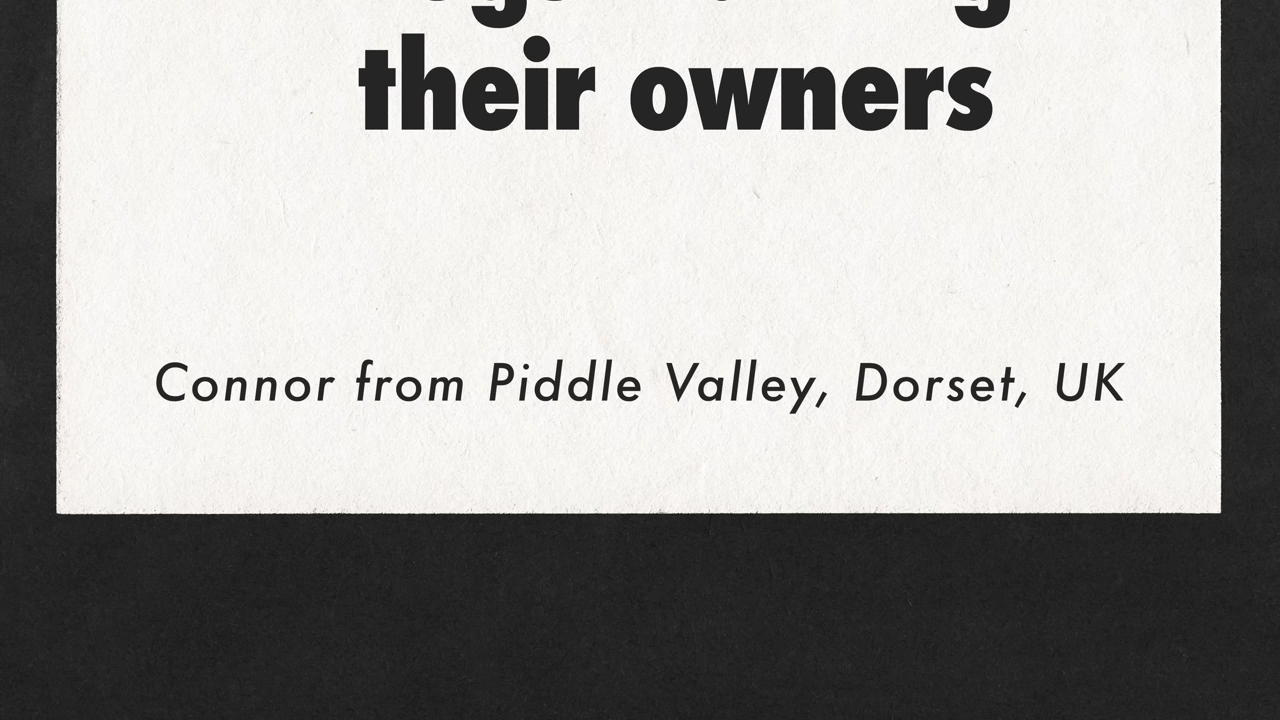 their owners
Connor from Piddle Valley, Dorset, UK